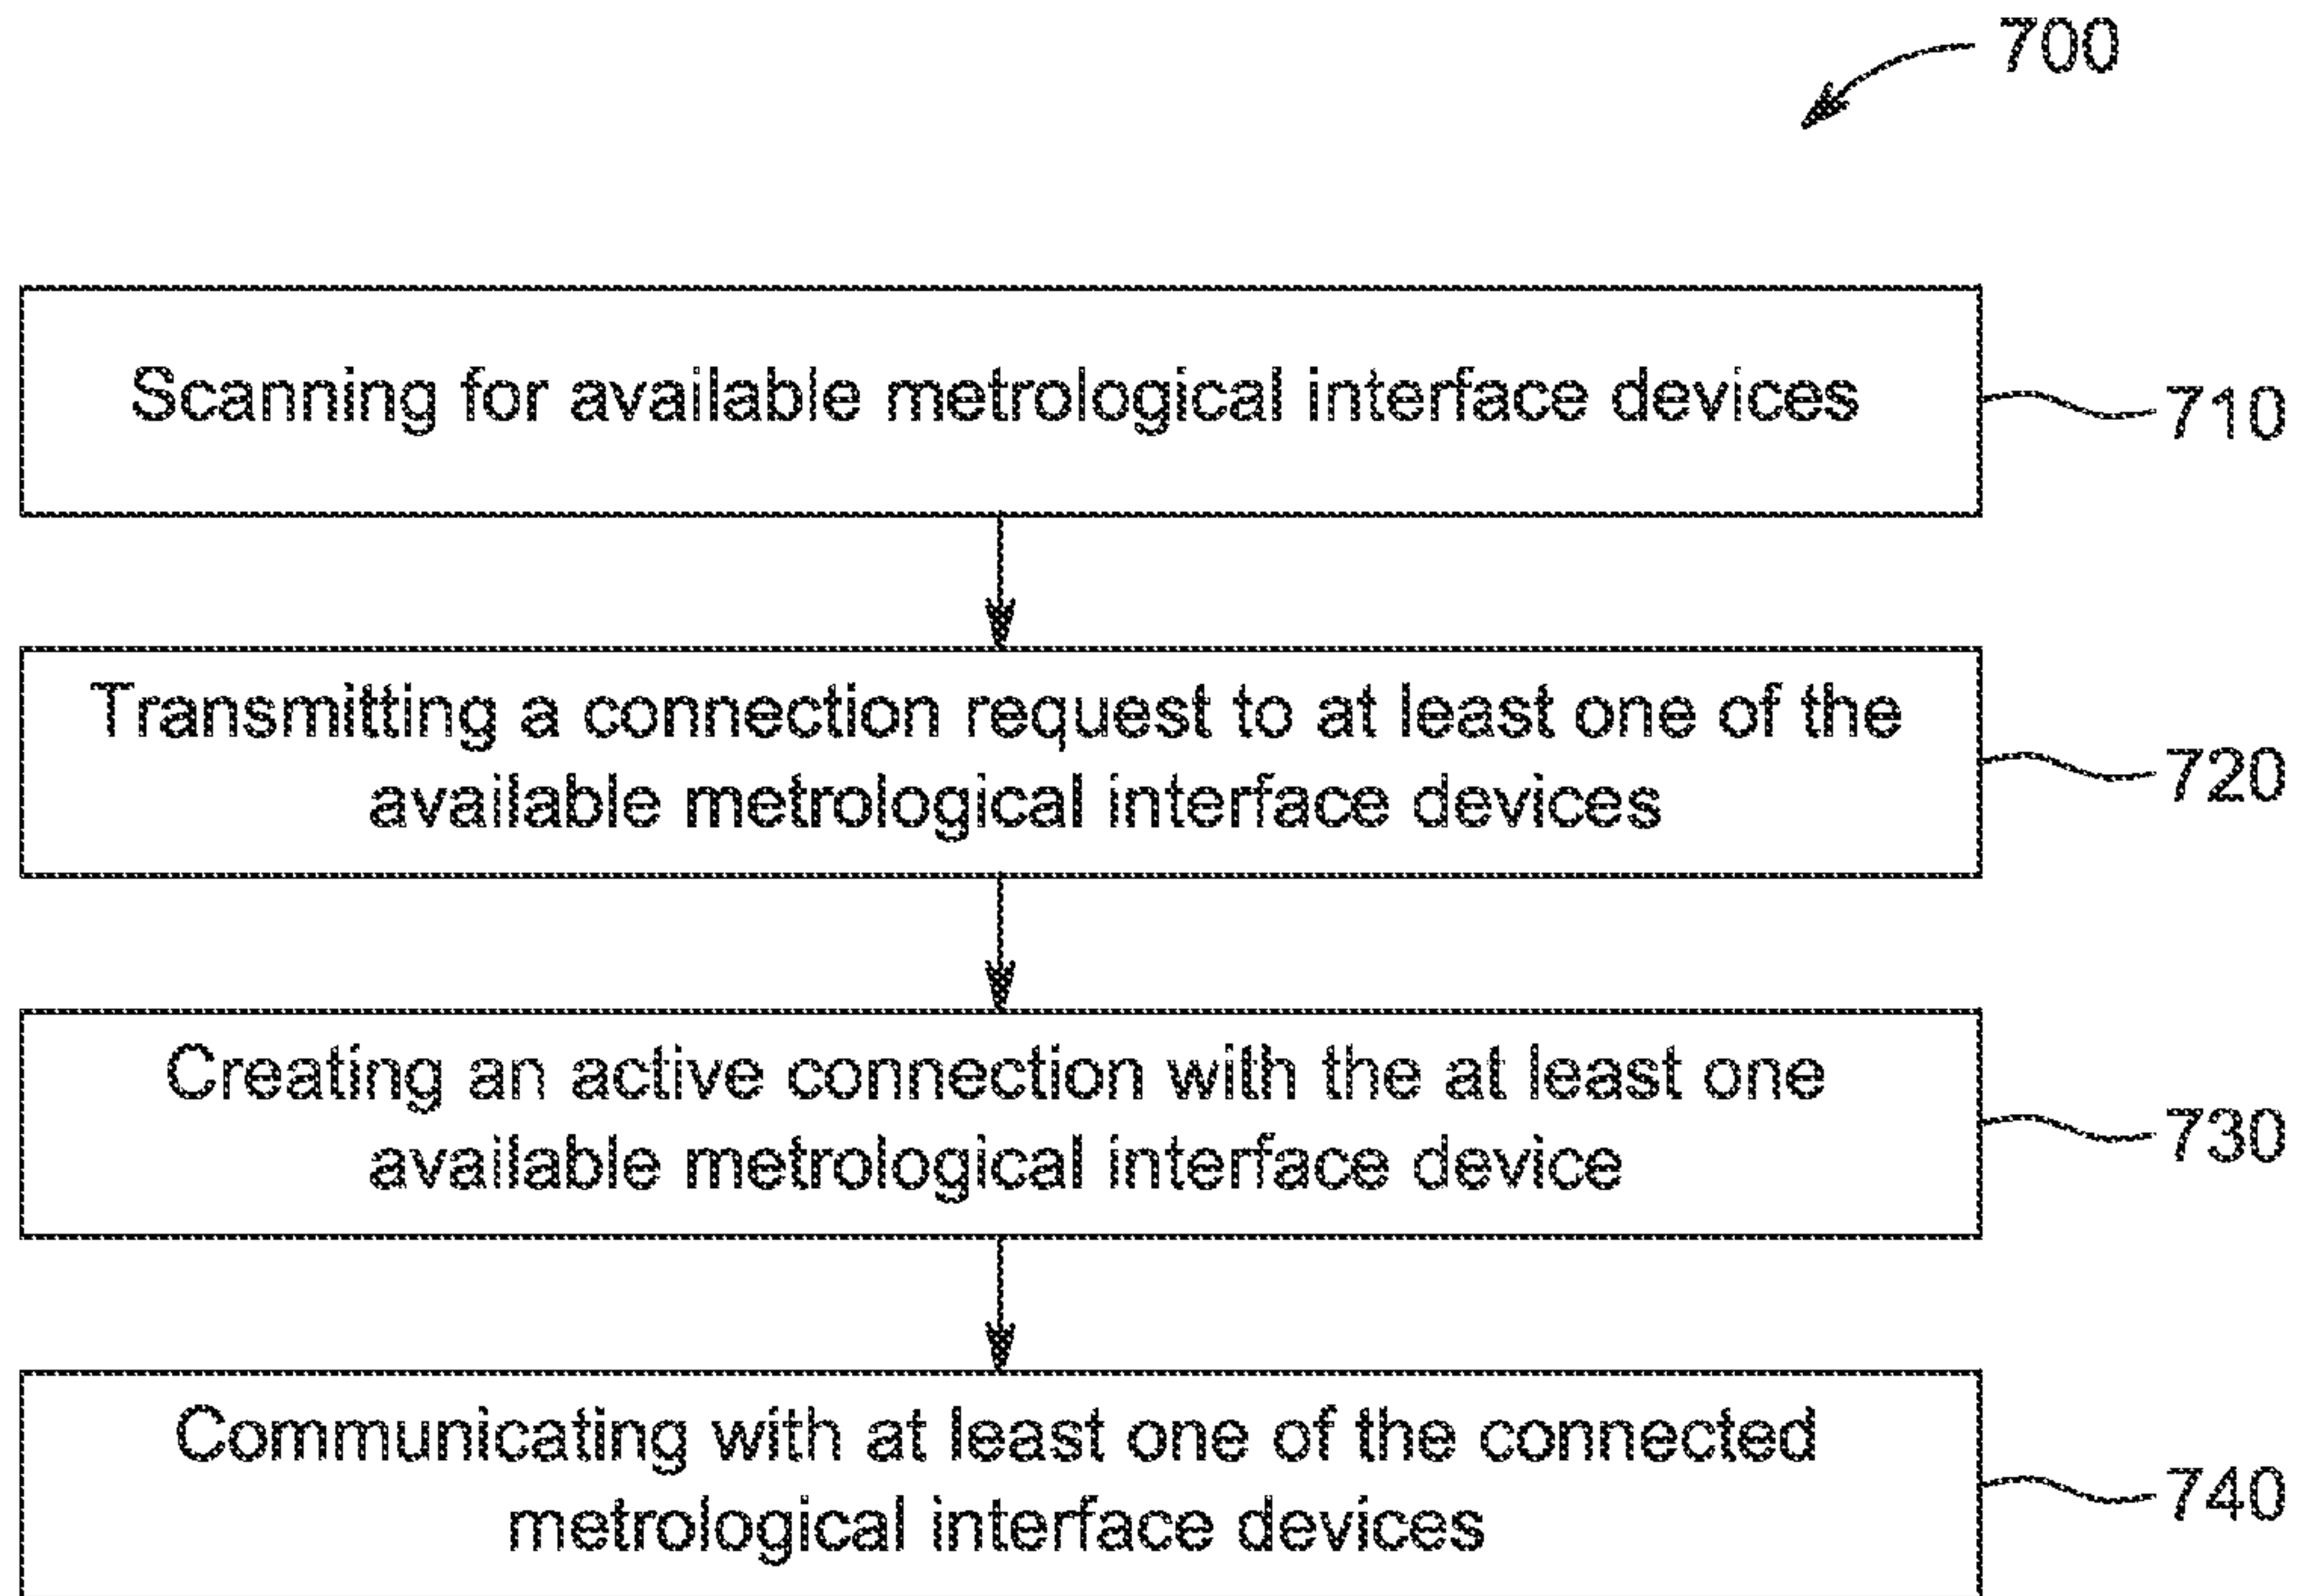 700
Scanning for available metrological interface devices
710
Transmitting a connection request to at least one of the
available metrological interface devices
720
Creating an active connection with the at least one
available metrological interface device
730
Communicating with at least one of the connected
metrological interface devices
740